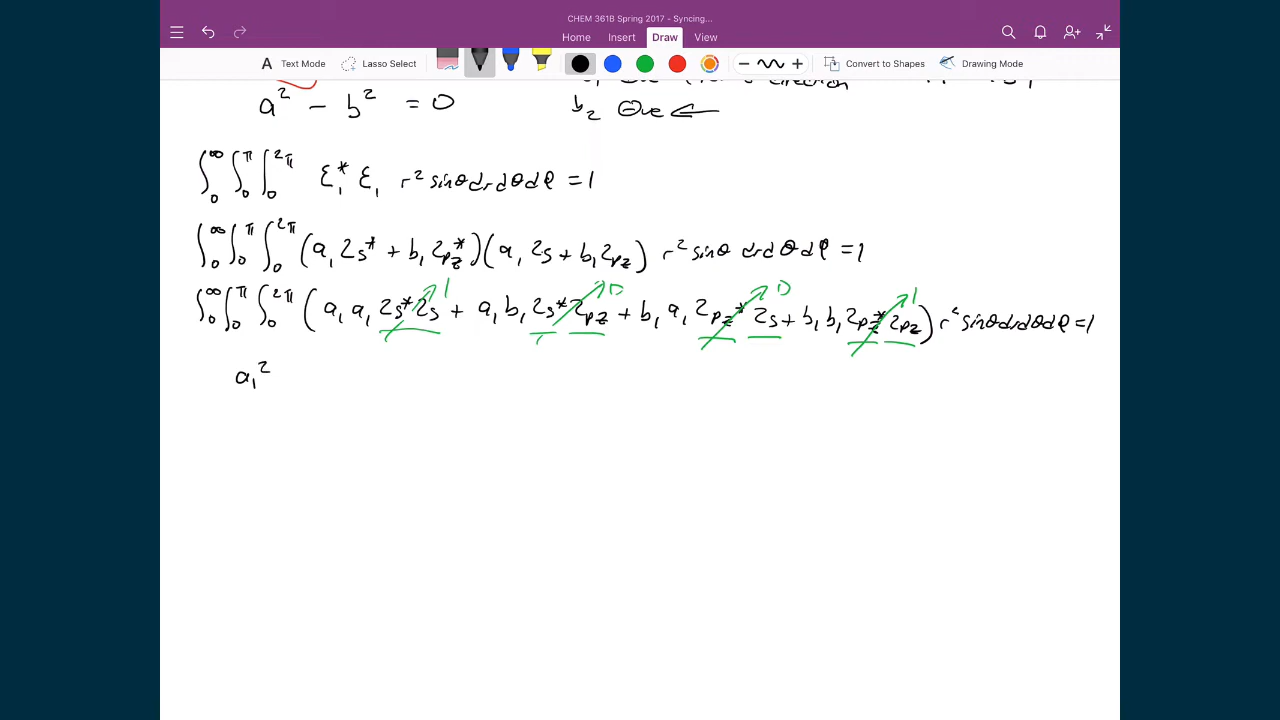 CHEM 361B Spring 2017 - Syncing...
Home Insert Draw View
Text Mode Lasso Select Convert to Shapes Drawing Mode
direction
a² - b² = 0
b₂ ⊖ve ⇐
∫₀^∞ ∫₀^π ∫₀^2π ξ₁* ξ₁ r² sinθ dr dθ dφ = 1
∫₀^∞ ∫₀^π ∫₀^2π (a₁ 2s* + b₁ 2pz*)(a₁ 2s + b₁ 2pz) r² sinθ dr dθ dφ = 1
∫₀^∞ ∫₀^π ∫₀^2π (a₁ a₁ 2s* 2s + a₁ b₁ 2s* 2pz + b₁ a₁ 2pz* 2s + b₁ b₁ 2pz* 2pz) r² sinθ dr dθ dφ = 1
1 0 0 1
a₁²